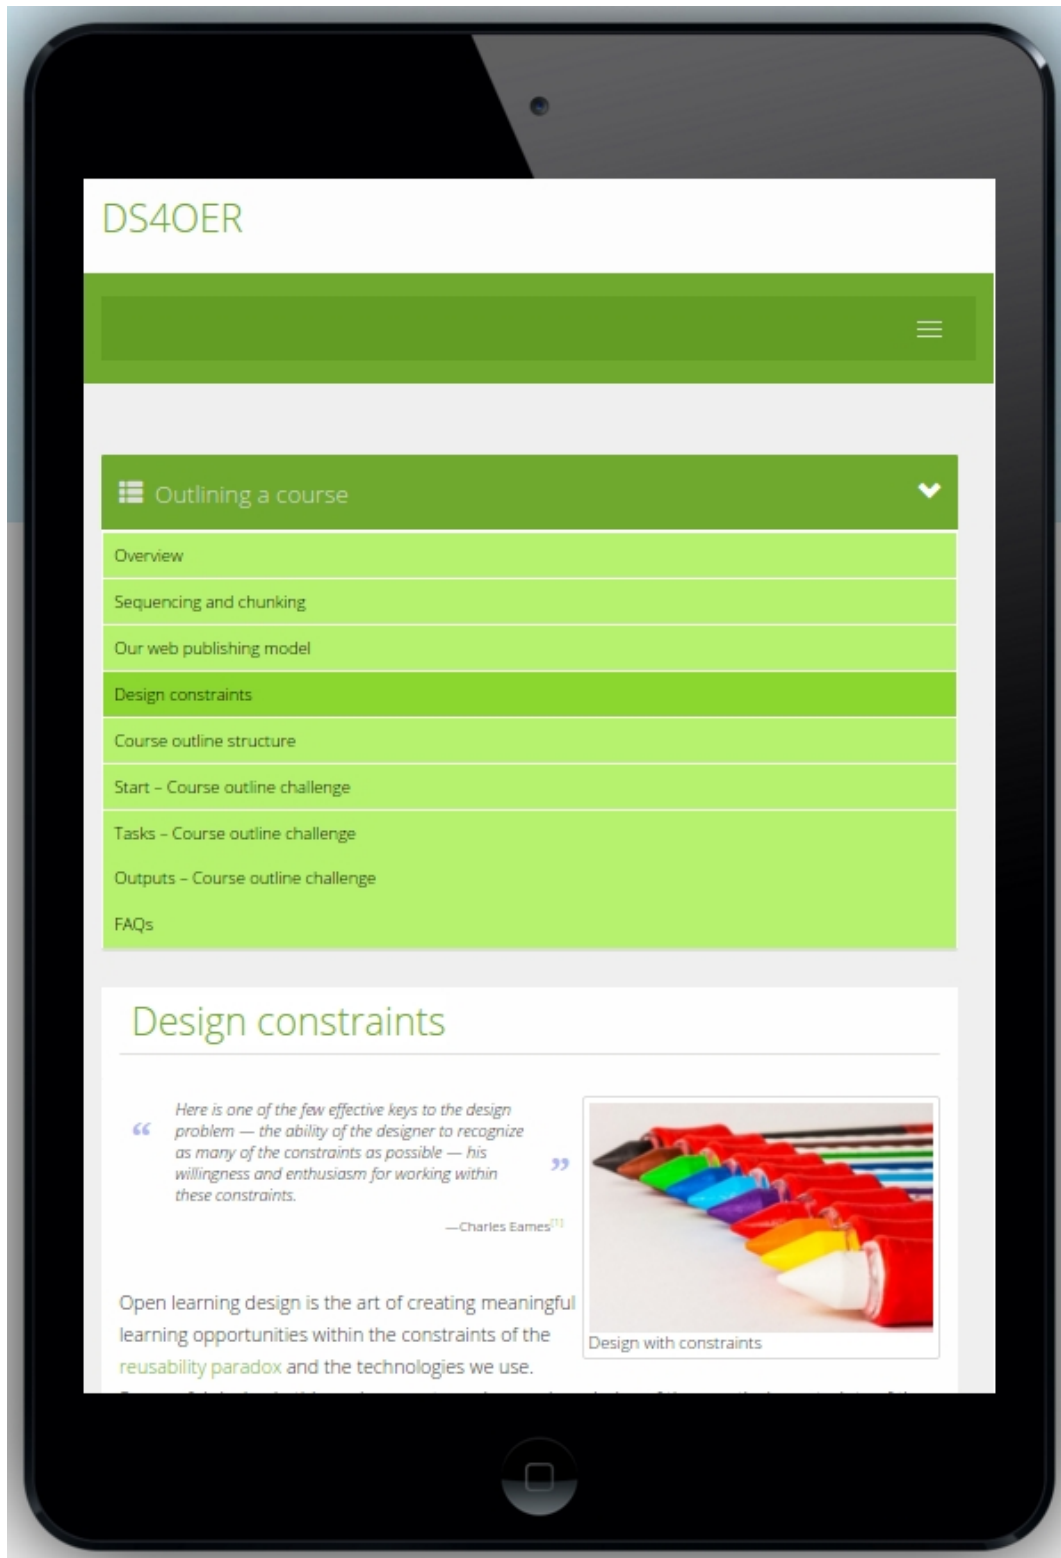 DS4OER
Outlining a course
Overview
Sequencing and chunking
Our web publishing model
Design constraints
Course outline structure
Start – Course outline challenge
Tasks – Course outline challenge
Outputs – Course outline challenge
FAQs
Design constraints
“
Here is one of the few effective keys to the design
problem — the ability of the designer to recognize
as many of the constraints as possible — his
willingness and enthusiasm for working within
these constraints.
”
—Charles Eames[1]
Design with constraints
Open learning design is the art of creating meaningful
learning opportunities within the constraints of the
reusability paradox and the technologies we use.